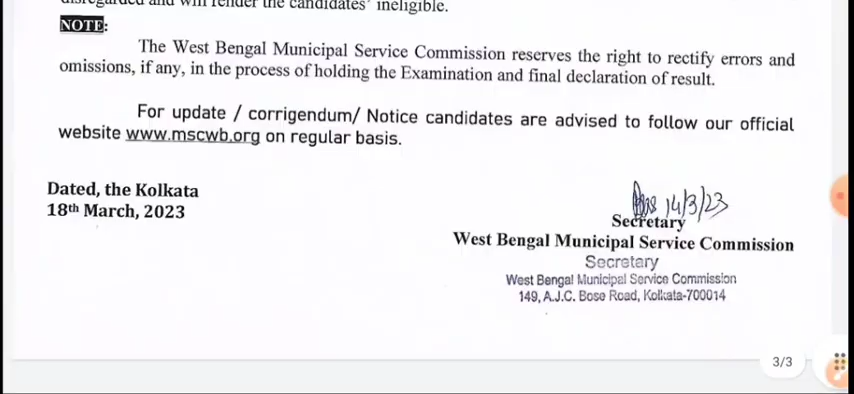 ineligible.
NOTE:
The West Bengal Municipal Service Commission reserves the right to rectify errors and
omissions, if any, in the process of holding the Examination and final declaration of result.
For update / corrigendum/ Notice candidates are advised to follow our official
website www.mscwb.org on regular basis.
Dated, the Kolkata
18th March, 2023
14/3/23
Secretary
West Bengal Municipal Service Commission
Secretary
West Bengal Municipal Service Commission
149, A.J.C. Bose Road, Kolkata-700014
3/3